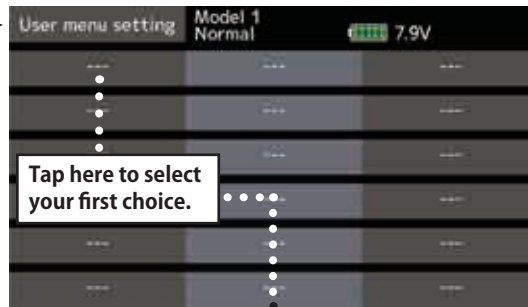 User menu setting
Model 1
Normal
7.9V
--- --- ---
--- --- ---
--- ---
Tap here to select
your first choice.
--- ---
--- --- ---
--- --- ---